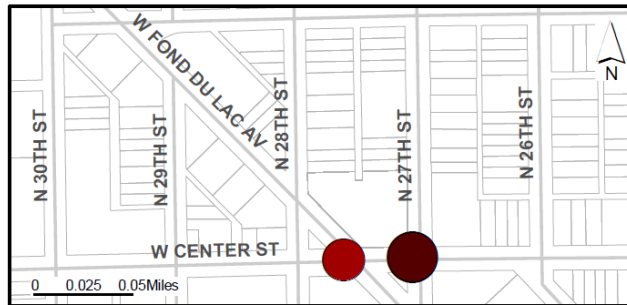 W FOND DU LAC AV
N
N 30TH ST
N 29TH ST
N 28TH ST
N 27TH ST
N 26TH ST
W CENTER ST
0 0.025 0.05Miles